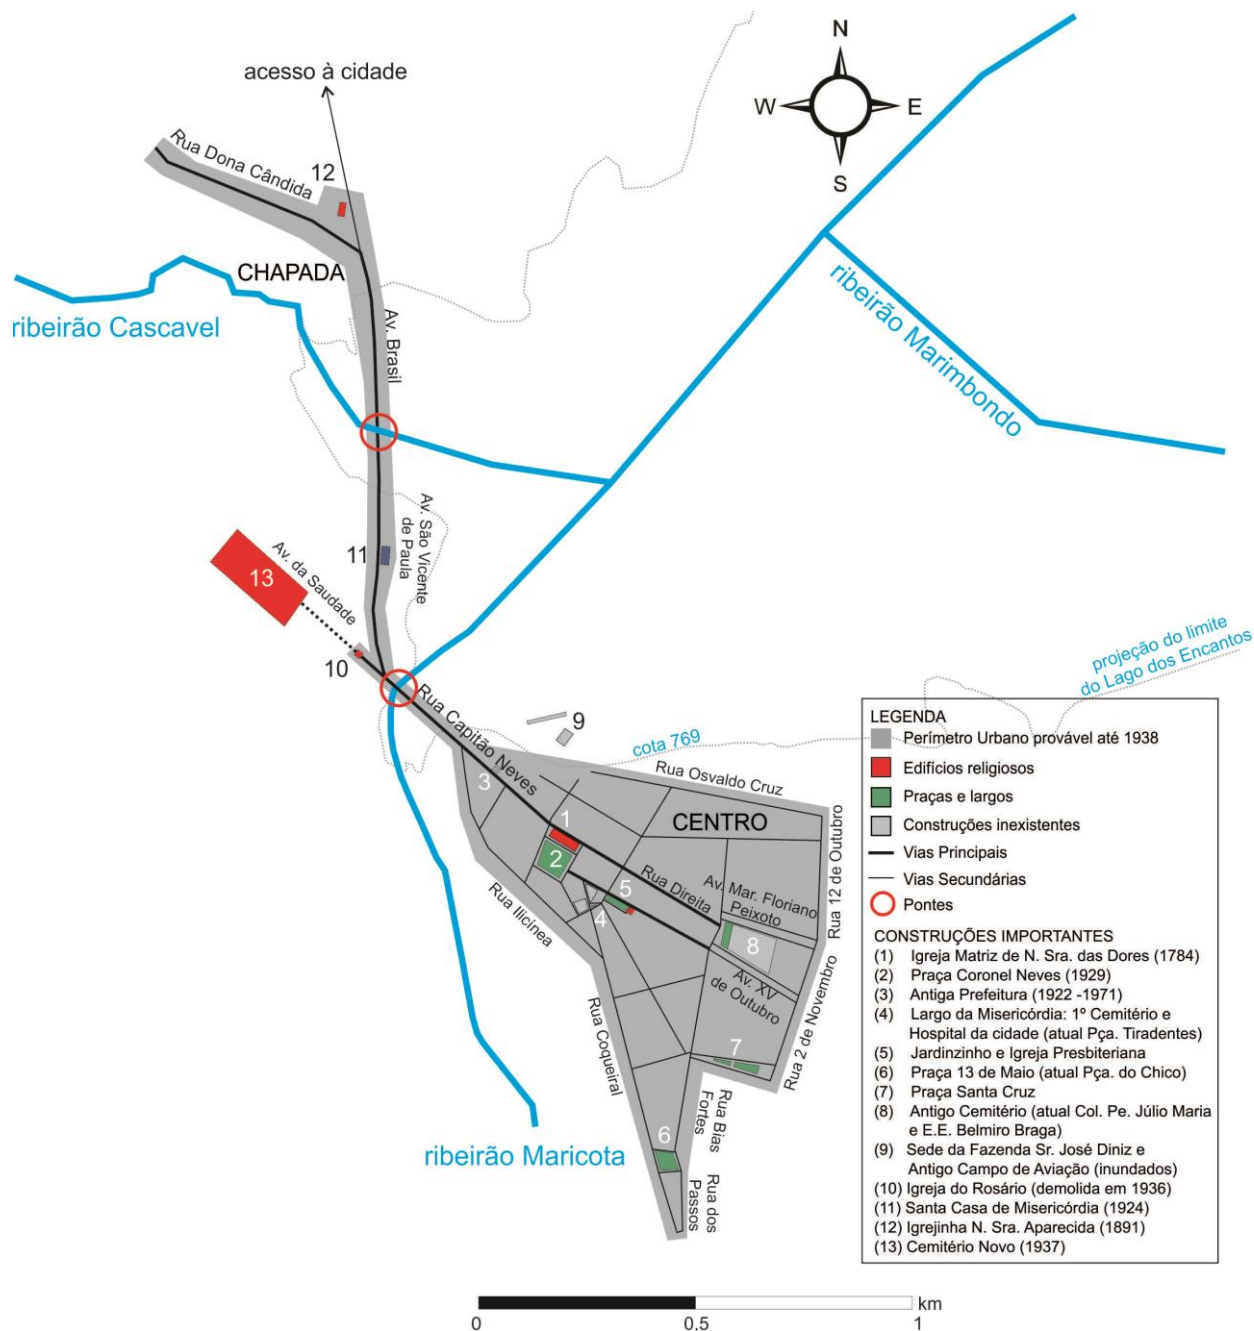 acesso à cidade
N
W
E
S
Rua Dona Cândida
12
CHAPADA
ribeirão Cascavel
Av. Brasil
ribeirão Marimbondo
Av. São Vicente
de Paula
11
Av. da Saudade
13
10
Rua Capitão Neves
9
cota 769
projeção do limite
do Lago dos Encantos
3
Rua Osvaldo Cruz
1
CENTRO
2
Rua 12 de Outubro
Rua Direita
5
Av. Mar. Floriano
Peixoto
4
8
Rua Ilicínea
Av. XV
de Outubro
Rua 2 de Novembro
Rua Coqueiral
7
Rua Bias
Fortes
6
ribeirão Maricota
Rua dos
Passos
LEGENDA
Perímetro Urbano provável até 1938
Edifícios religiosos
Praças e largos
Construções inexistentes
Vias Principais
Vias Secundárias
Pontes
CONSTRUÇÕES IMPORTANTES
(1) Igreja Matriz de N. Sra. das Dores (1784)
(2) Praça Coronel Neves (1929)
(3) Antiga Prefeitura (1922 -1971)
(4) Largo da Misericórdia: 1º Cemitério e
Hospital da cidade (atual Pça. Tiradentes)
(5) Jardinzinho e Igreja Presbiteriana
(6) Praça 13 de Maio (atual Pça. do Chico)
(7) Praça Santa Cruz
(8) Antigo Cemitério (atual Col. Pe. Júlio Maria
e E.E. Belmiro Braga)
(9) Sede da Fazenda Sr. José Diniz e
Antigo Campo de Aviação (inundados)
(10) Igreja do Rosário (demolida em 1936)
(11) Santa Casa de Misericórdia (1924)
(12) Igrejinha N. Sra. Aparecida (1891)
(13) Cemitério Novo (1937)
km
0
0,5
1